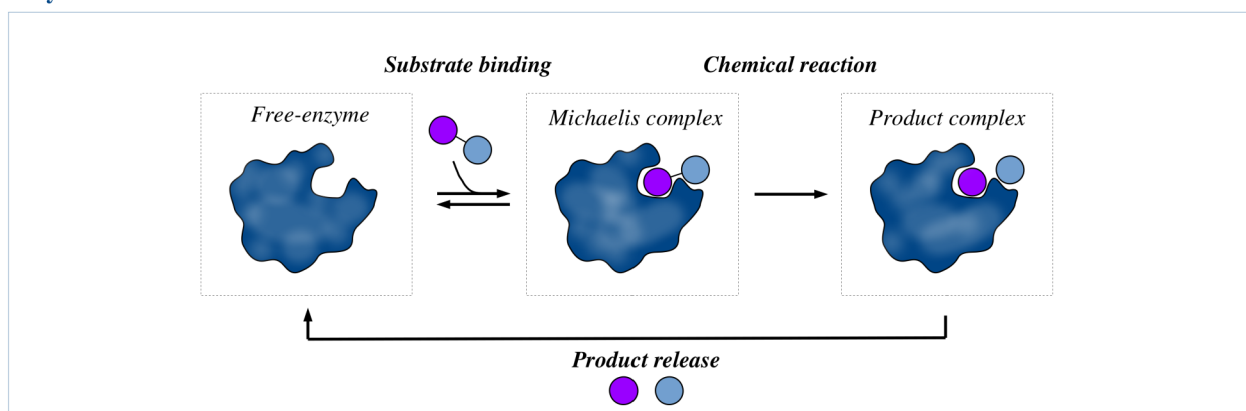 Substrate binding
Chemical reaction
Free-enzyme
Michaelis complex
Product complex
Product release